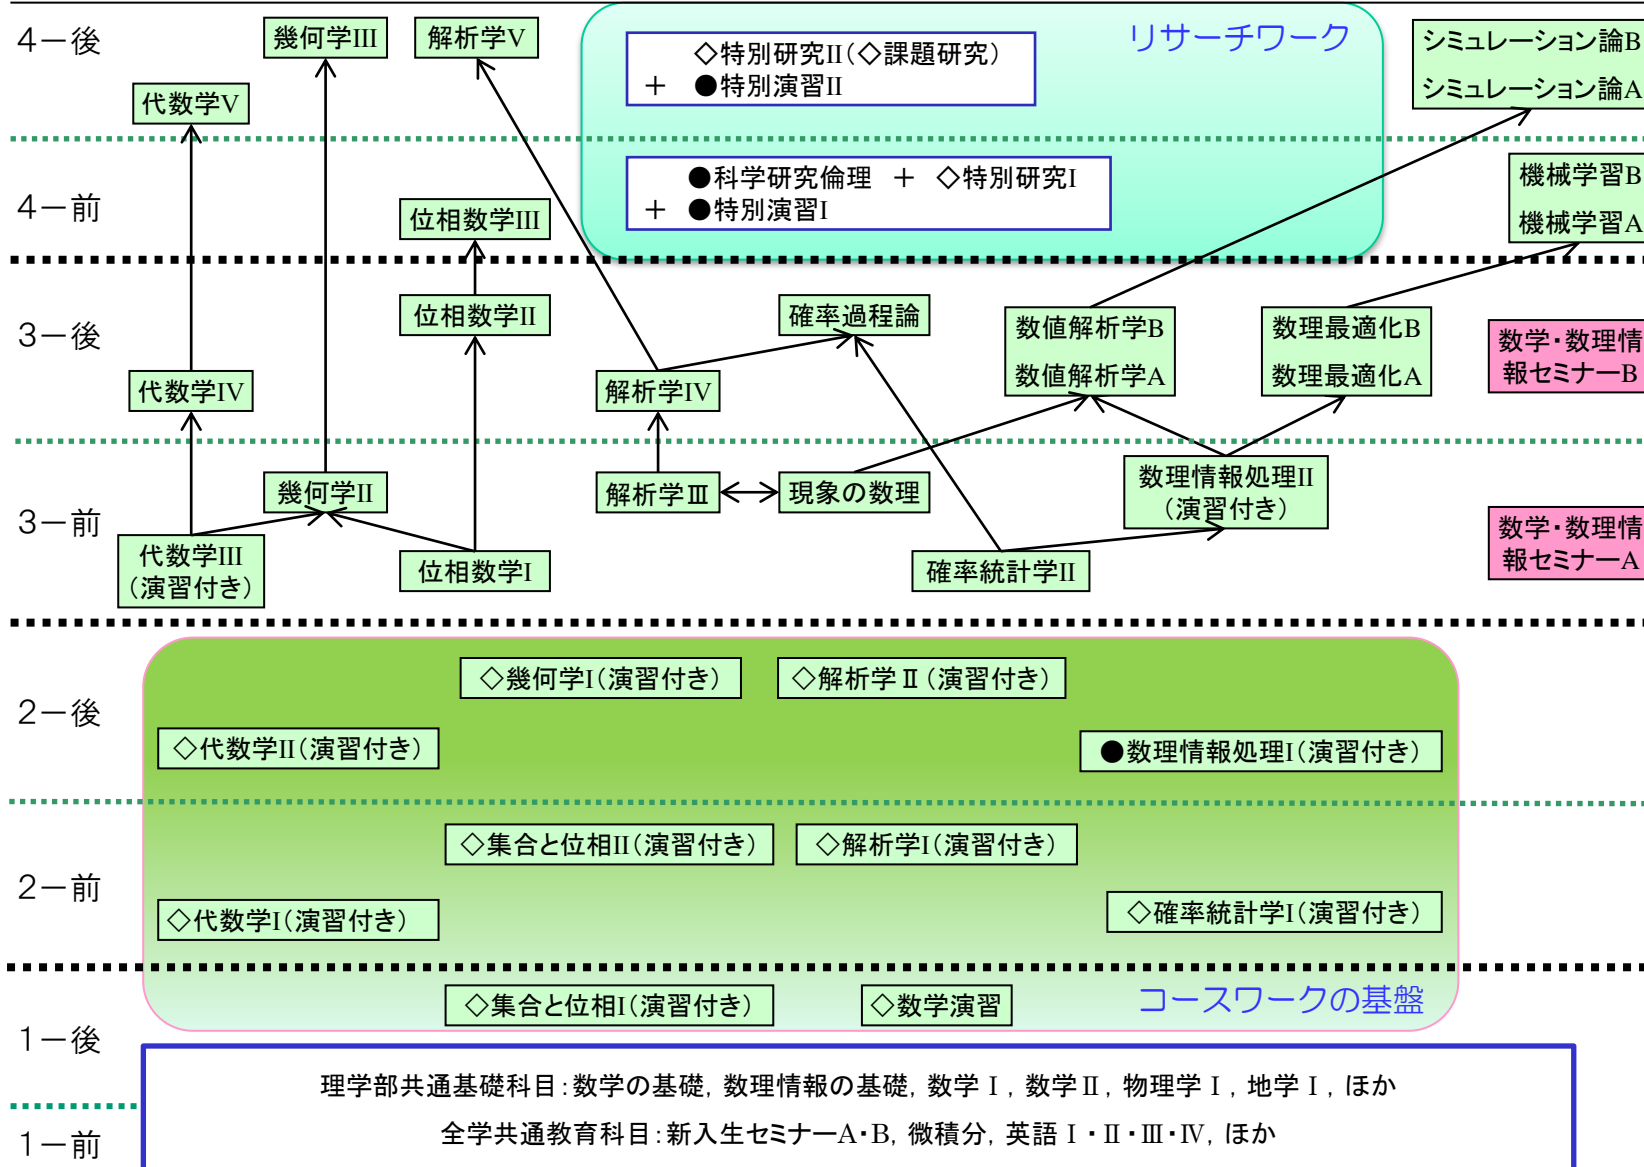 4－後
幾何学III
解析学V
◇特別研究II（◇課題研究）
＋ ●特別演習II
リサーチワーク
シミュレーション論B
シミュレーション論A
代数学V
4－前
●科学研究倫理 ＋ ◇特別研究I
＋ ●特別演習I
位相数学III
機械学習B
機械学習A
3－後
位相数学II
確率過程論
数値解析学B
数値解析学A
数理最適化B
数理最適化A
数学・数理情
報セミナーB
代数学IV
解析学IV
3－前
幾何学II
解析学Ⅲ
現象の数理
数理情報処理II
（演習付き）
代数学III
（演習付き）
位相数学I
確率統計学II
数学・数理情
報セミナーA
2－後
◇幾何学I（演習付き）
◇解析学Ⅱ（演習付き）
◇代数学II（演習付き）
●数理情報処理I（演習付き）
2－前
◇集合と位相II（演習付き）
◇解析学I（演習付き）
◇代数学I（演習付き）
◇確率統計学I（演習付き）
1－後
◇集合と位相I（演習付き）
◇数学演習
コースワークの基盤
理学部共通基礎科目：数学の基礎, 数理情報の基礎, 数学Ⅰ, 数学Ⅱ, 物理学Ⅰ, 地学Ⅰ, ほか
1－前
全学共通教育科目：新入生セミナーA・B, 微積分, 英語Ⅰ・Ⅱ・Ⅲ・Ⅳ, ほか